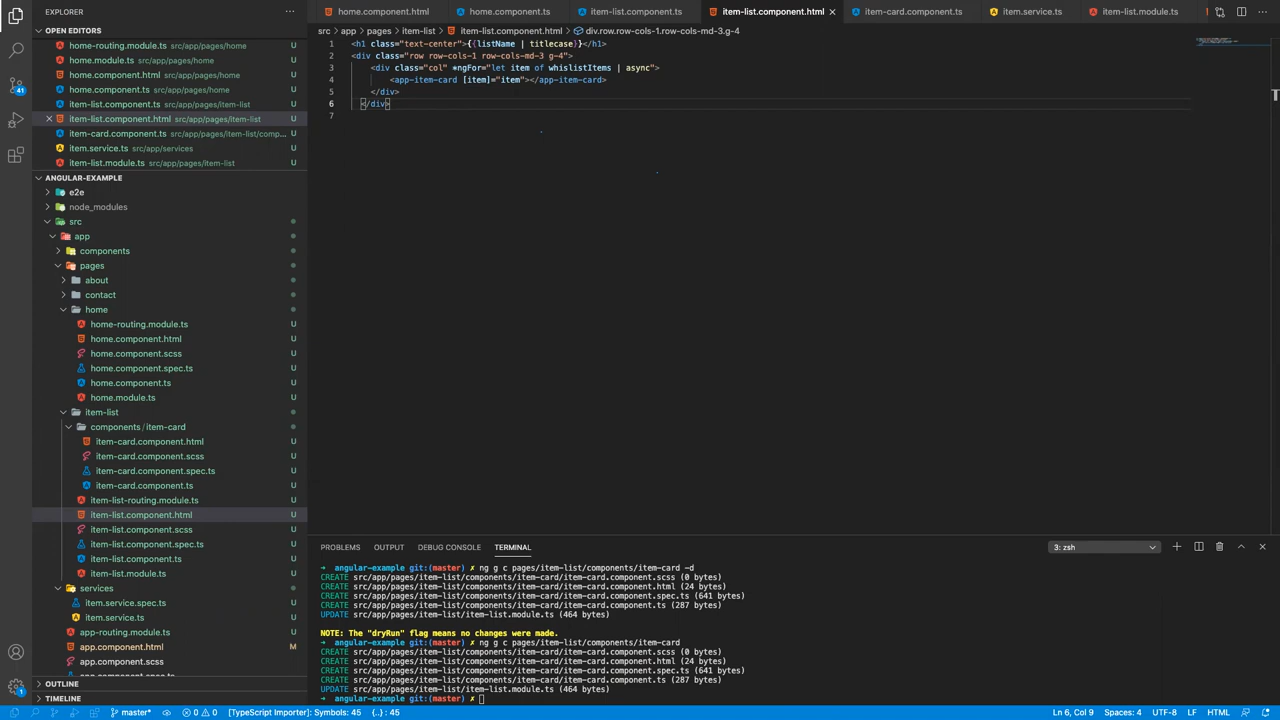 EXPLORER
OPEN EDITORS
home-routing.module.ts src/app/pages/home U
home.module.ts src/app/pages/home U
home.component.html src/app/pages/home U
home.component.ts src/app/pages/home U
item-list.component.ts src/app/pages/item-list U
item-list.component.html src/app/pages/item-list U
item-card.component.ts src/app/pages/item-list/comp... U
item.service.ts src/app/services U
item-list.module.ts src/app/pages/item-list U
ANGULAR-EXAMPLE
e2e
node_modules
src
app
components
pages
about
contact
home
home-routing.module.ts U
home.component.html U
home.component.scss U
home.component.spec.ts U
home.component.ts U
home.module.ts U
item-list
components / item-card
item-card.component.html U
item-card.component.scss U
item-card.component.spec.ts U
item-card.component.ts U
item-list-routing.module.ts U
item-list.component.html U
item-list.component.scss U
item-list.component.spec.ts U
item-list.component.ts U
item-list.module.ts U
services
item.service.spec.ts U
item.service.ts U
app-routing.module.ts U
app.component.html M
app.component.scss U
app.component.spec.ts U
OUTLINE
TIMELINE
41
1
home.component.html home.component.ts item-list.component.ts item-list.component.html item-card.component.ts item.service.ts item-list.module.ts
src > app > pages > item-list > item-list.component.html > div.row.row-cols-1.row-cols-md-3.g-4
1 <h1 class="text-center">{{listName | titlecase}}</h1>
2 <div class="row row-cols-1 row-cols-md-3 g-4">
3 <div class="col" *ngFor="let item of whislistItems | async">
4 <app-item-card [item]="item"></app-item-card>
5 </div>
6 </div>
7
PROBLEMS OUTPUT DEBUG CONSOLE TERMINAL 3: zsh
→ angular-example git:(master) ✗ ng g c pages/item-list/components/item-card -d
CREATE src/app/pages/item-list/components/item-card/item-card.component.scss (0 bytes)
CREATE src/app/pages/item-list/components/item-card/item-card.component.html (24 bytes)
CREATE src/app/pages/item-list/components/item-card/item-card.component.spec.ts (641 bytes)
CREATE src/app/pages/item-list/components/item-card/item-card.component.ts (287 bytes)
UPDATE src/app/pages/item-list/item-list.module.ts (464 bytes)
NOTE: The "dryRun" flag means no changes were made.
→ angular-example git:(master) ✗ ng g c pages/item-list/components/item-card
CREATE src/app/pages/item-list/components/item-card/item-card.component.scss (0 bytes)
CREATE src/app/pages/item-list/components/item-card/item-card.component.html (24 bytes)
CREATE src/app/pages/item-list/components/item-card/item-card.component.spec.ts (641 bytes)
CREATE src/app/pages/item-list/components/item-card/item-card.component.ts (287 bytes)
UPDATE src/app/pages/item-list/item-list.module.ts (464 bytes)
→ angular-example git:(master) ✗
master* 0 0 [TypeScript Importer]: Symbols: 45 {..} : 45 Ln 6, Col 9 Spaces: 4 UTF-8 LF HTML